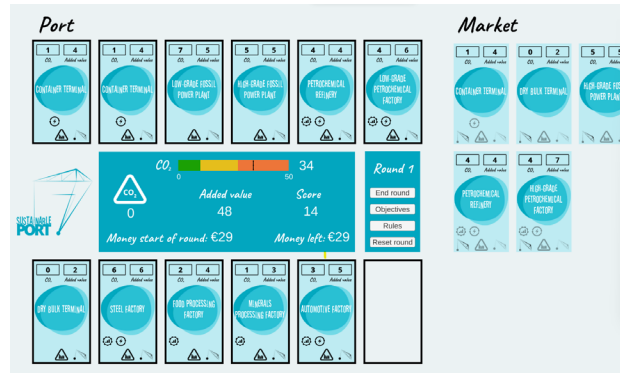 Port
Market
1 4
CO₂ Added value
CONTAINER TERMINAL
1 4
CO₂ Added value
CONTAINER TERMINAL
7 5
CO₂ Added value
LOW-GRADE FOSSIL
POWER PLANT
5 5
CO₂ Added value
HIGH-GRADE FOSSIL
POWER PLANT
4 4
CO₂ Added value
PETROCHEMICAL
REFINERY
4 6
CO₂ Added value
LOW-GRADE
PETROCHEMICAL
FACTORY
1 4
CO₂ Added value
CONTAINER TERMINAL
0 2
CO₂ Added value
DRY BULK TERMINAL
5 5
CO₂ Added
HIGH-GRADE FOS
POWER PLAN
SUSTAINABLE
PORT
CO₂
0
50
34
CO₂
0
Added value
48
Score
14
Money start of round: €29
Money left: €29
Round 1
End round
Objectives
Rules
Reset round
4 4
CO₂ Added value
PETROCHEMICAL
REFINERY
4 7
CO₂ Added value
HIGH-GRADE
PETROCHEMICAL
FACTORY
0 2
CO₂ Added value
DRY BULK TERMINAL
6 6
CO₂ Added value
STEEL FACTORY
2 4
CO₂ Added value
FOOD PROCESSING
FACTORY
1 3
CO₂ Added value
MINERALS
PROCESSING FACTORY
3 5
CO₂ Added value
AUTOMOTIVE FACTORY